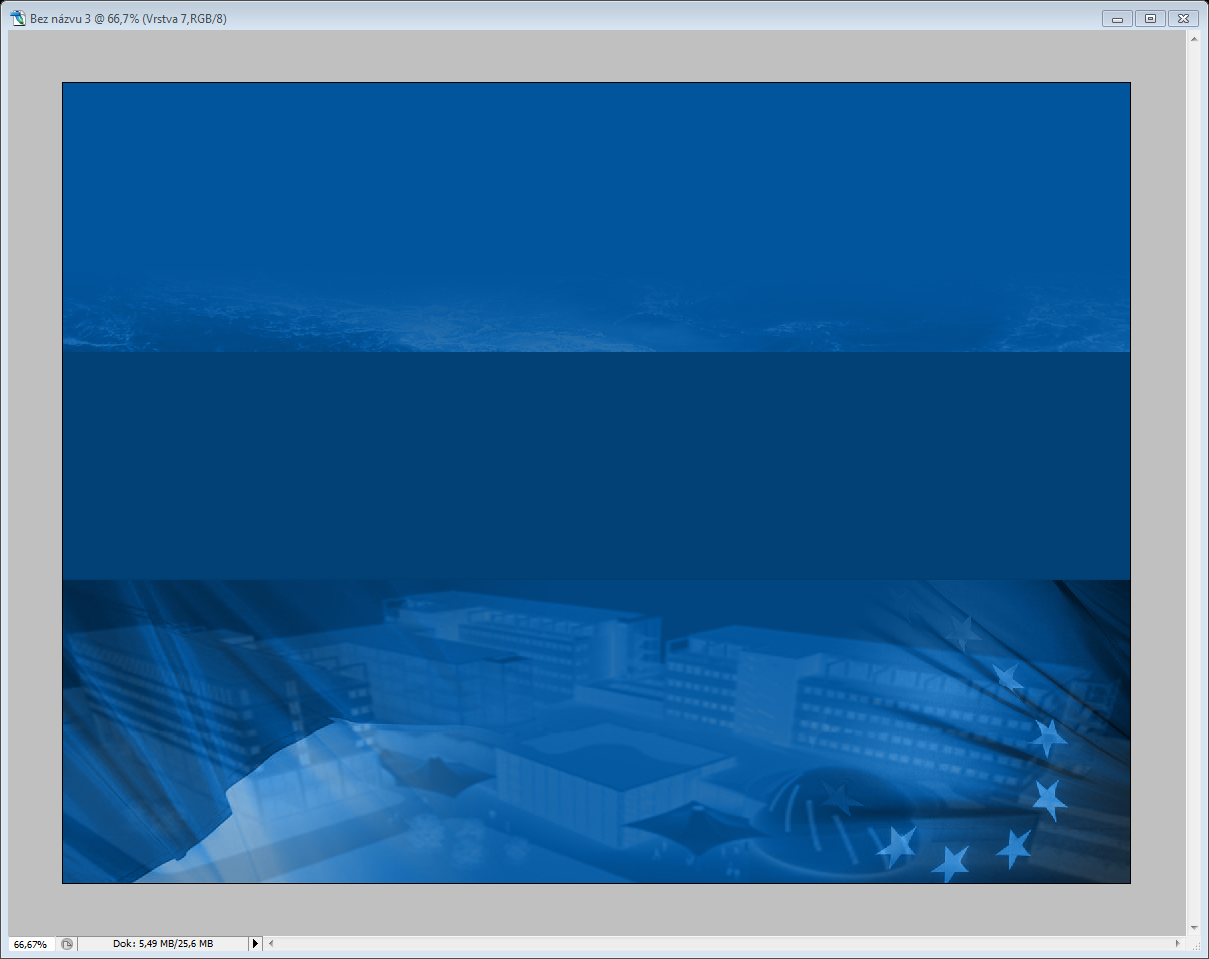 Bez názvu 3 @ 66,7% (Vrstva 7,RGB/8)
66,67%
Dok: 5,49 MB/25,6 MB